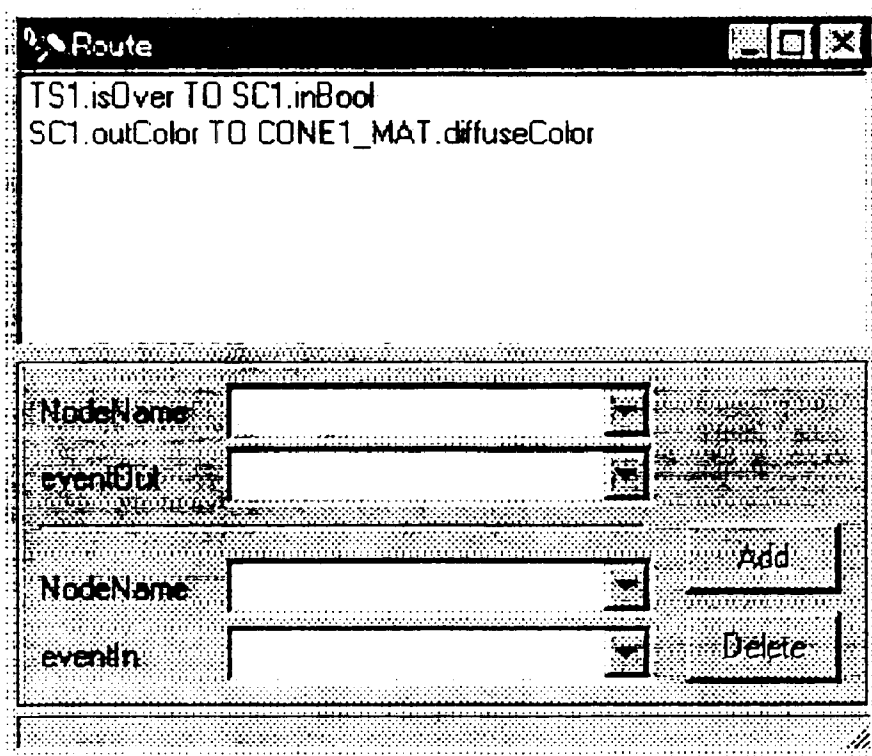 Route
TS1.isOver TO SC1.inBool
SC1.outColor TO CONE1_MAT.diffuseColor
NodeName
eventOut
Add
NodeName
eventIn
Delete